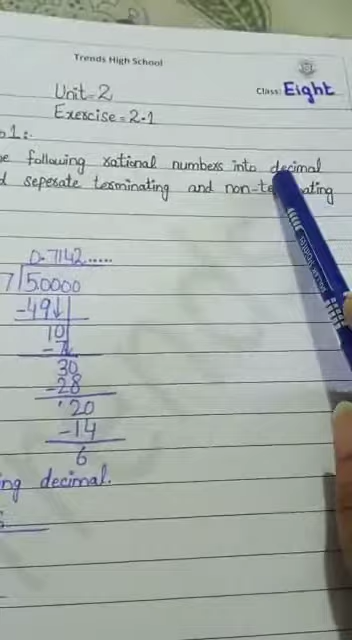 Trends High School
Unit=2
Class: Eight
Exercise = 2.1
1:-
following rational numbers into decimal
seperate terminating and non-te ating
0.7142.....
7 50000
-49↓
10
-7
30
-28
20
-14
6
ing decimal.